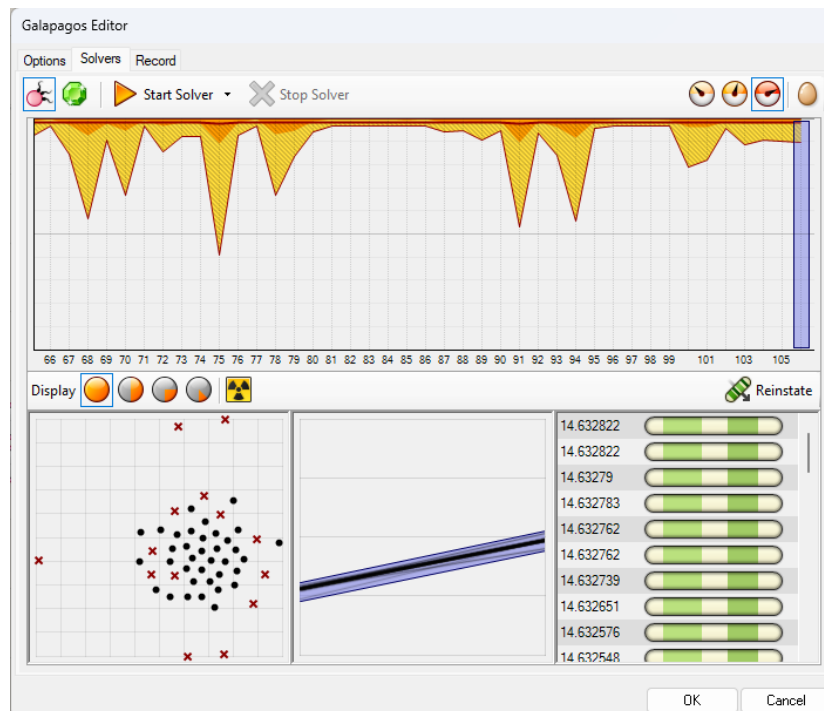 Galapagos Editor
Options Solvers Record
Start Solver Stop Solver
66 67 68 69 70 71 72 73 74 75 76 77 78 79 80 81 82 83 84 85 86 87 88 89 90 91 92 93 94 95 96 97 98 99 101 103 105
Display Reinstate
14.632822
14.632822
14.63279
14.632783
14.632762
14.632762
14.632739
14.632651
14.632576
14.632548
OK Cancel